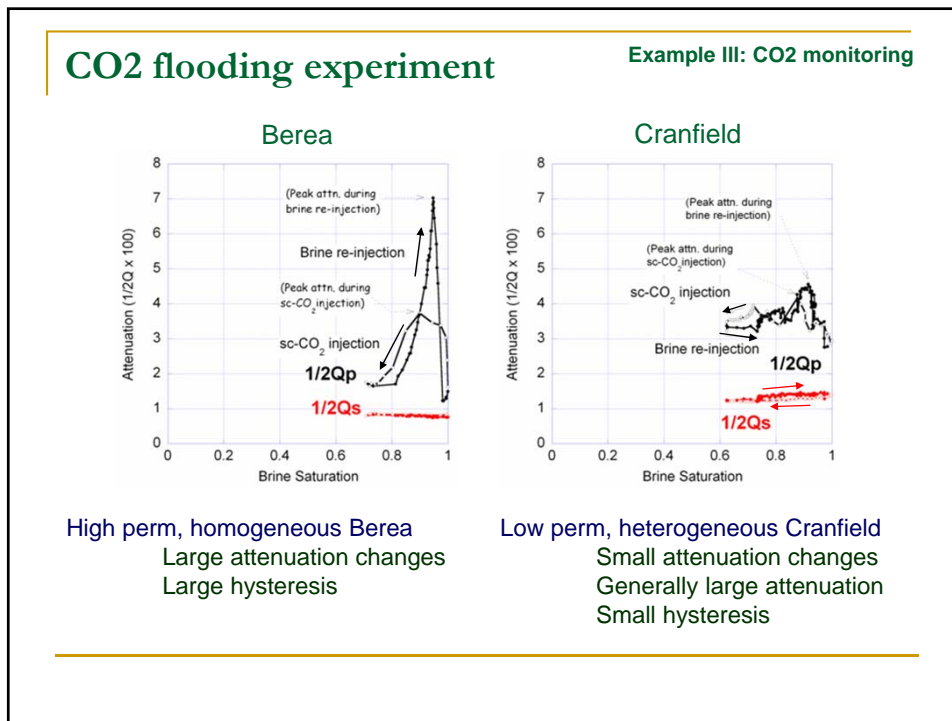 CO2 flooding experiment
Example III: CO2 monitoring
Berea
Attenuation (1/2Q x 100)
8
7
6
5
4
3
2
1
0
(Peak attn. during
brine re-injection)
Brine re-injection
(Peak attn. during
sc-CO2 injection)
sc-CO2 injection
1/2Qp
1/2Qs
0 0.2 0.4 0.6 0.8 1
Brine Saturation
Cranfield
Attenuation (1/2Q x 100)
8
7
6
5
4
3
2
1
0
(Peak attn. during
brine re-injection)
(Peak attn. during
sc-CO2 injection)
sc-CO2 injection
Brine re-injection
1/2Qp
1/2Qs
0 0.2 0.4 0.6 0.8 1
Brine Saturation
High perm, homogeneous Berea
Large attenuation changes
Large hysteresis
Low perm, heterogeneous Cranfield
Small attenuation changes
Generally large attenuation
Small hysteresis